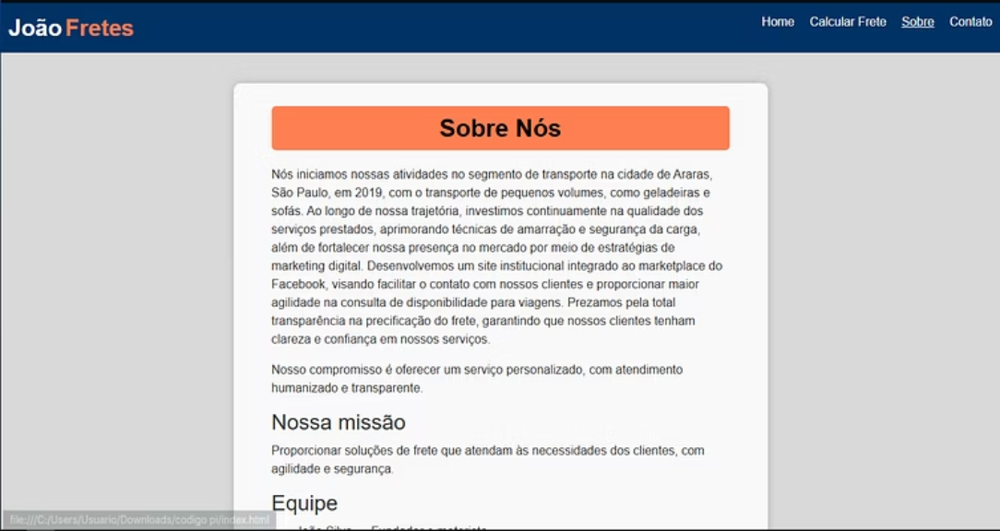 João Fretes
Home Calcular Frete Sobre Contato
Sobre Nós
Nós iniciamos nossas atividades no segmento de transporte na cidade de Araras,
São Paulo, em 2019, com o transporte de pequenos volumes, como geladeiras e
sofás. Ao longo de nossa trajetória, investimos continuamente na qualidade dos
serviços prestados, aprimorando técnicas de amarração e segurança da carga,
além de fortalecer nossa presença no mercado por meio de estratégias de
marketing digital. Desenvolvemos um site institucional integrado ao marketplace do
Facebook, visando facilitar o contato com nossos clientes e proporcionar maior
agilidade na consulta de disponibilidade para viagens. Prezamos pela total
transparência na precificação do frete, garantindo que nossos clientes tenham
clareza e confiança em nossos serviços.
Nosso compromisso é oferecer um serviço personalizado, com atendimento
humanizado e transparente.
Nossa missão
Proporcionar soluções de frete que atendam às necessidades dos clientes, com
agilidade e segurança.
Equipe
file:///C:/Users/Usuario/Downloads/codigo pi/index.html